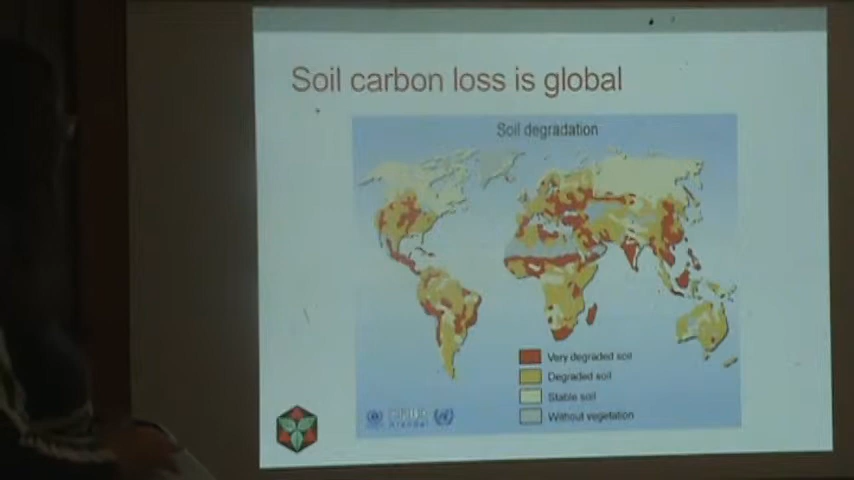 Soil carbon loss is global
Soil degradation
Very degraded soil
Degraded soil
Stable soil
Without vegetation